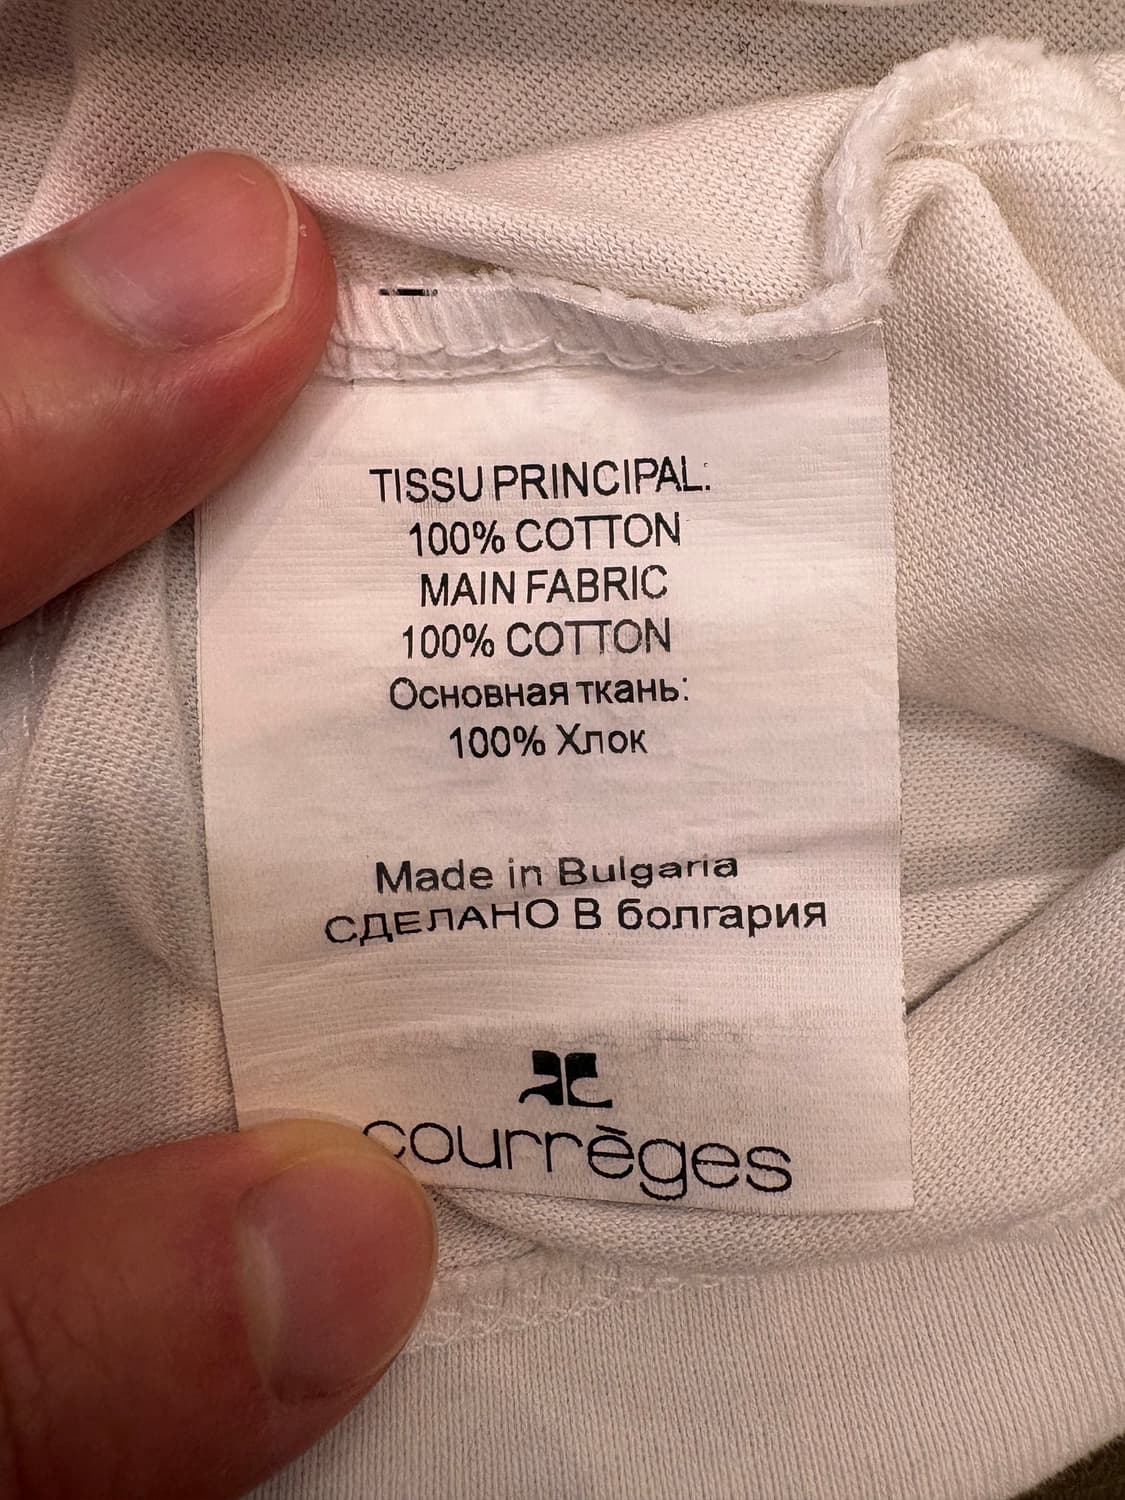 TISSU PRINCIPAL:
100% COTTON
MAIN FABRIC
100% COTTON
Основная ткань:
100% Хлок
Made in Bulgaria
СДЕЛАНО В болгария
courrèges